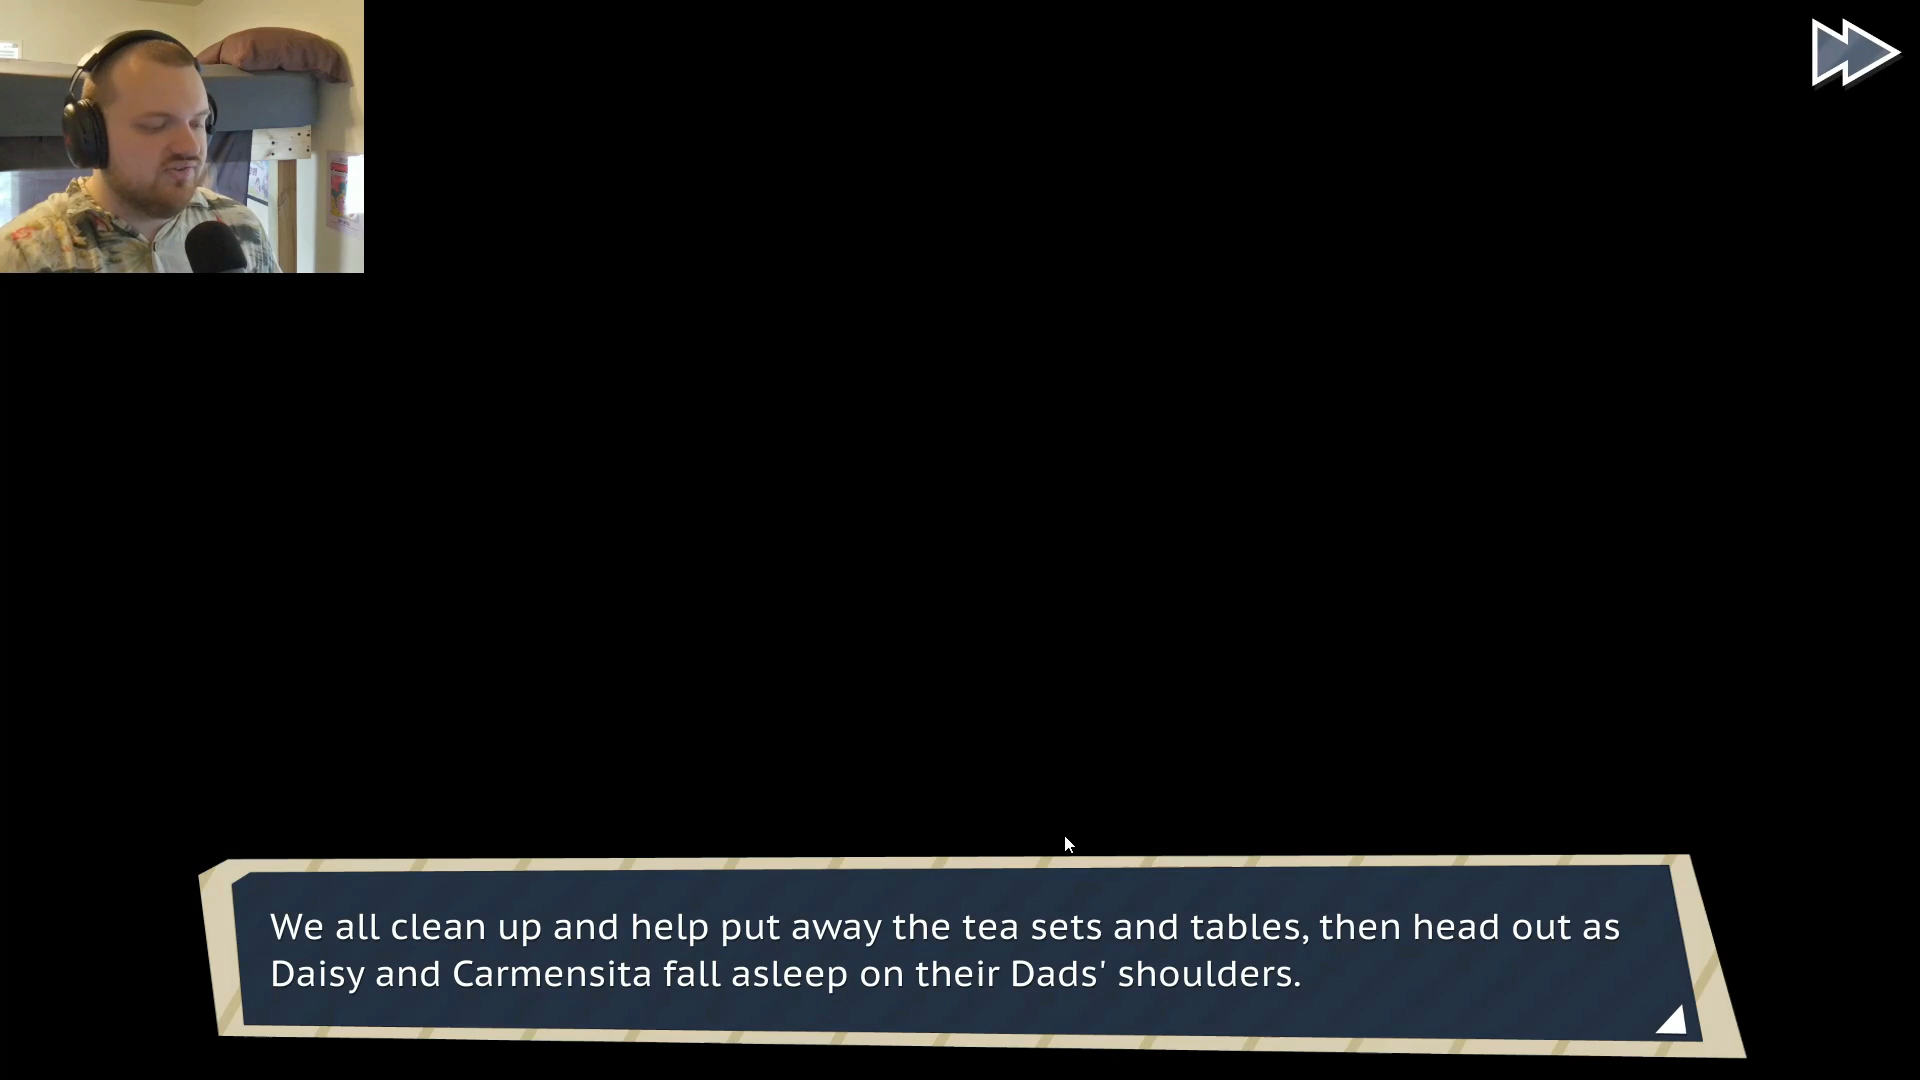 We all clean up and help put away the tea sets and tables, then head out as
Daisy and Carmensita fall asleep on their Dads' shoulders.